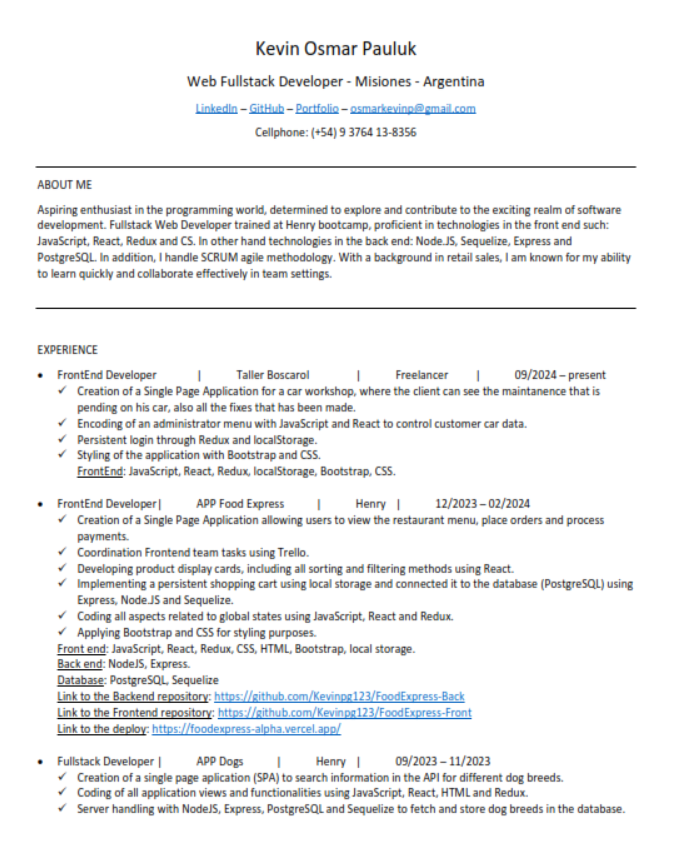 Kevin Osmar Pauluk
Web Fullstack Developer - Misiones - Argentina
LinkedIn – GitHub – Portfolio – osmarkevinp@gmail.com
Cellphone: (+54) 9 3764 13-8356
ABOUT ME
Aspiring enthusiast in the programming world, determined to explore and contribute to the exciting realm of software
development. Fullstack Web Developer trained at Henry bootcamp, proficient in technologies in the front end such:
JavaScript, React, Redux and CS. In other hand technologies in the back end: Node.JS, Sequelize, Express and
PostgreSQL. In addition, I handle SCRUM agile methodology. With a background in retail sales, I am known for my ability
to learn quickly and collaborate effectively in team settings.
EXPERIENCE
• FrontEnd Developer | Taller Boscarol | Freelancer | 09/2024 – present
✓ Creation of a Single Page Application for a car workshop, where the client can see the maintanence that is
pending on his car, also all the fixes that has been made.
✓ Encoding of an administrator menu with JavaScript and React to control customer car data.
✓ Persistent login through Redux and localStorage.
✓ Styling of the application with Bootstrap and CSS.
FrontEnd: JavaScript, React, Redux, localStorage, Bootstrap, CSS.
• FrontEnd Developer| APP Food Express | Henry | 12/2023 – 02/2024
✓ Creation of a Single Page Application allowing users to view the restaurant menu, place orders and process
payments.
✓ Coordination Frontend team tasks using Trello.
✓ Developing product display cards, including all sorting and filtering methods using React.
✓ Implementing a persistent shopping cart using local storage and connected it to the database (PostgreSQL) using
Express, Node.JS and Sequelize.
✓ Coding all aspects related to global states using JavaScript, React and Redux.
✓ Applying Bootstrap and CSS for styling purposes.
Front end: JavaScript, React, Redux, CSS, HTML, Bootstrap, local storage.
Back end: NodeJS, Express.
Database: PostgreSQL, Sequelize
Link to the Backend repository: https://github.com/Kevinpg123/FoodExpress-Back
Link to the Frontend repository: https://github.com/Kevinpg123/FoodExpress-Front
Link to the deploy: https://foodexpress-alpha.vercel.app/
• Fullstack Developer | APP Dogs | Henry | 09/2023 – 11/2023
✓ Creation of a single page aplication (SPA) to search information in the API for different dog breeds.
✓ Coding of all application views and functionalities using JavaScript, React, HTML and Redux.
✓ Server handling with NodeJS, Express, PostgreSQL and Sequelize to fetch and store dog breeds in the database.